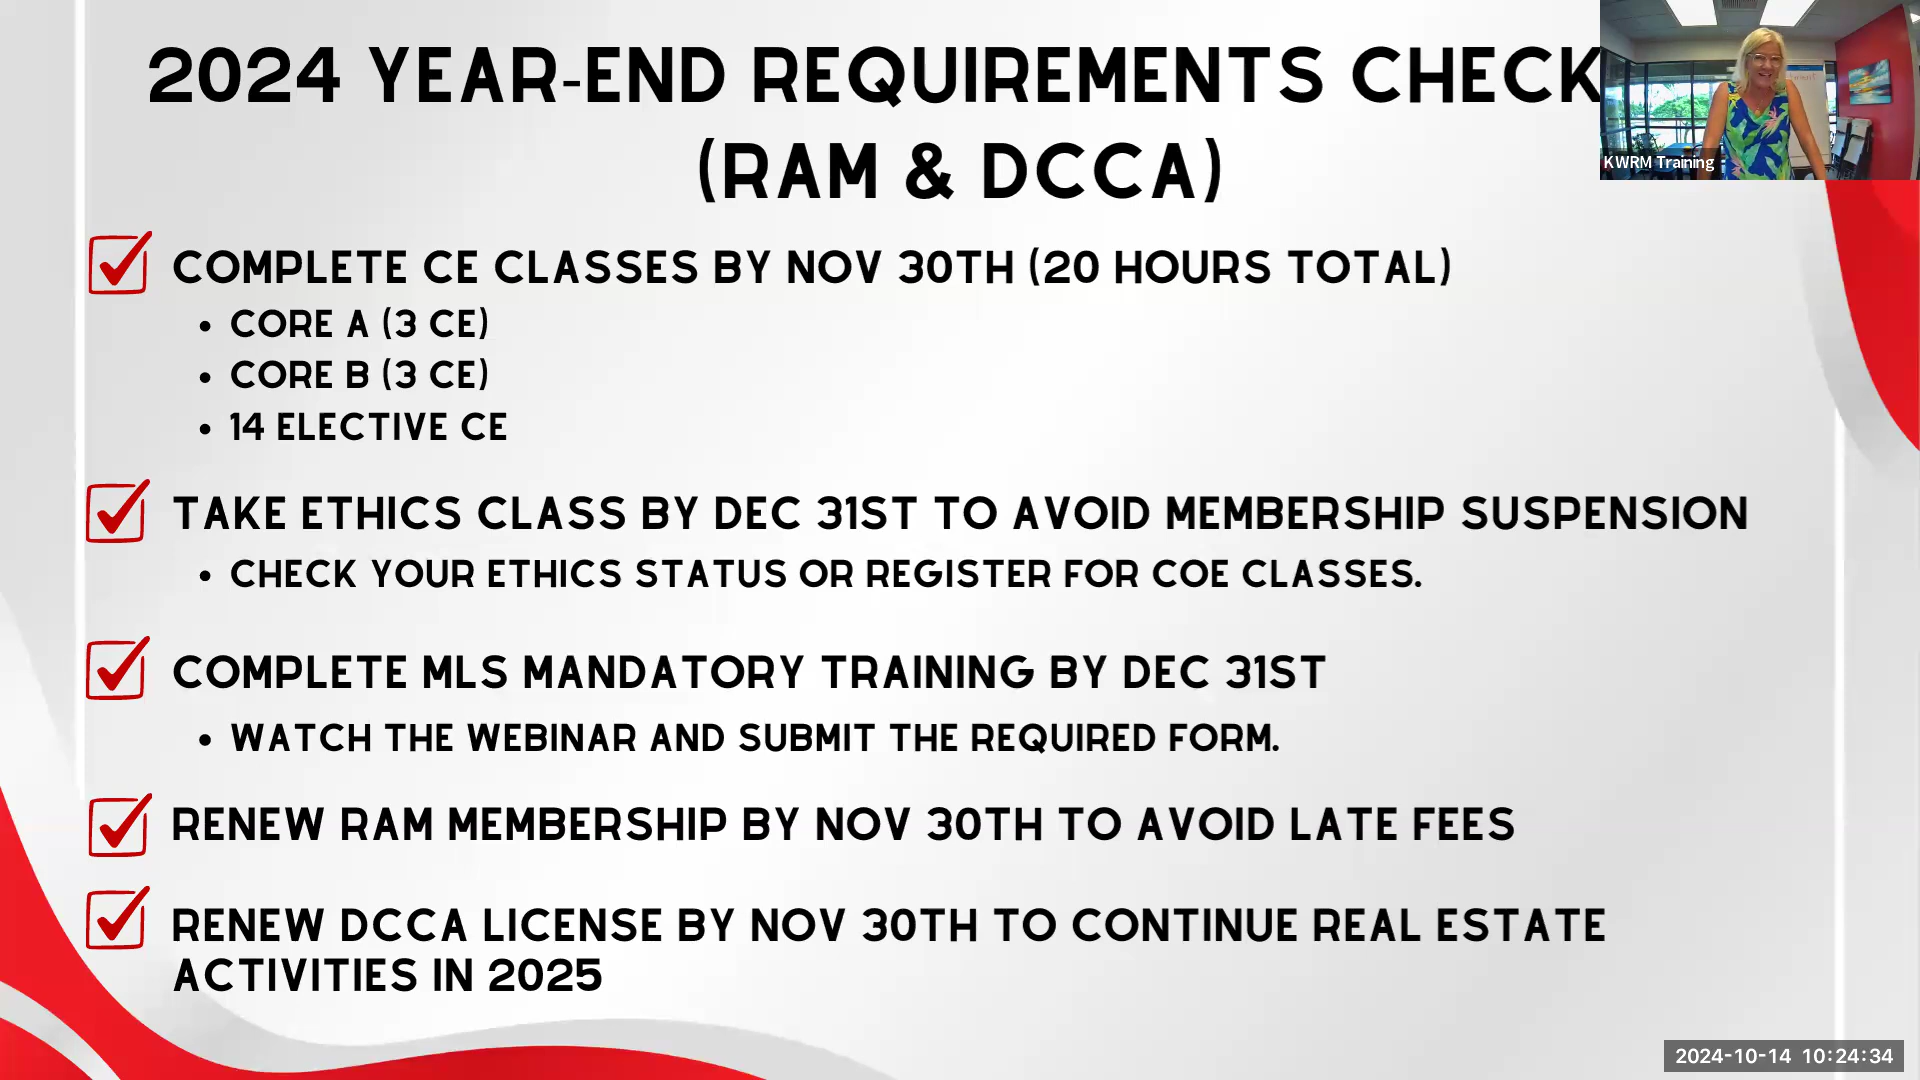 2024 YEAR-END REQUIREMENTS CHECK
(RAM & DCCA)
KWRM Training
COMPLETE CE CLASSES BY NOV 30TH (20 HOURS TOTAL)
• CORE A (3 CE)
• CORE B (3 CE)
• 14 ELECTIVE CE
TAKE ETHICS CLASS BY DEC 31ST TO AVOID MEMBERSHIP SUSPENSION
• CHECK YOUR ETHICS STATUS OR REGISTER FOR COE CLASSES.
COMPLETE MLS MANDATORY TRAINING BY DEC 31ST
• WATCH THE WEBINAR AND SUBMIT THE REQUIRED FORM.
RENEW RAM MEMBERSHIP BY NOV 30TH TO AVOID LATE FEES
RENEW DCCA LICENSE BY NOV 30TH TO CONTINUE REAL ESTATE
ACTIVITIES IN 2025
2024-10-14 10:24:34